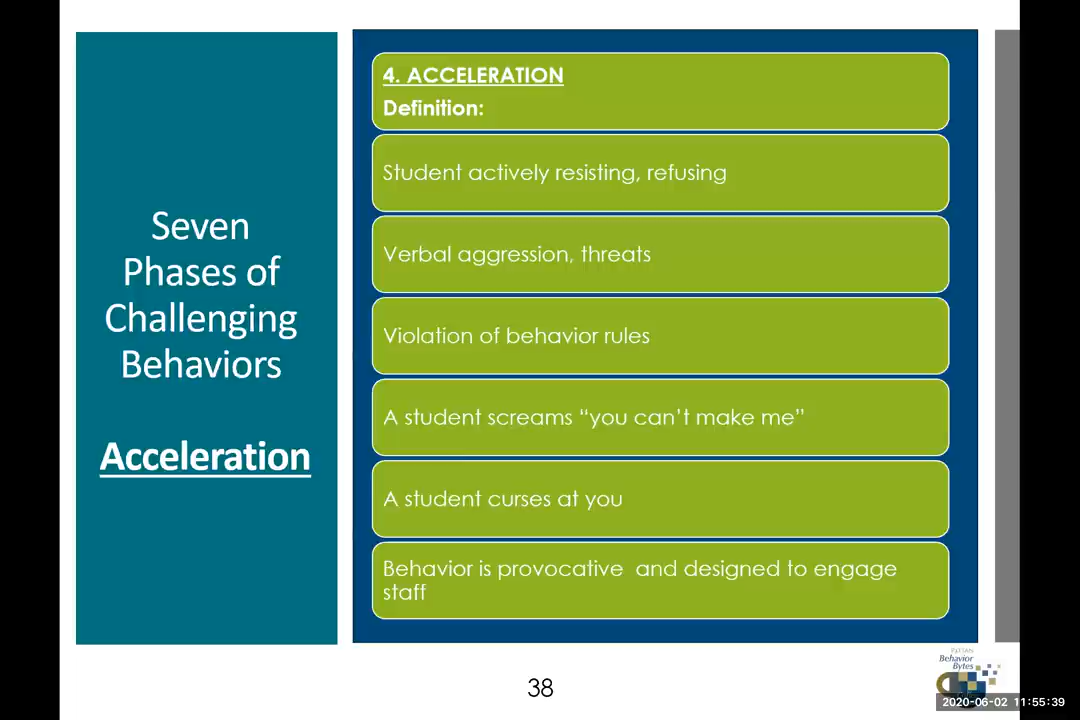 Seven
Phases of
Challenging
Behaviors
Acceleration
4. ACCELERATION
Definition:
Student actively resisting, refusing
Verbal aggression, threats
Violation of behavior rules
A student screams “you can’t make me”
A student curses at you
Behavior is provocative  and designed to engage
staff
38
PaTTAN
Behavior
Bytes
2020-06-02 11:55:39